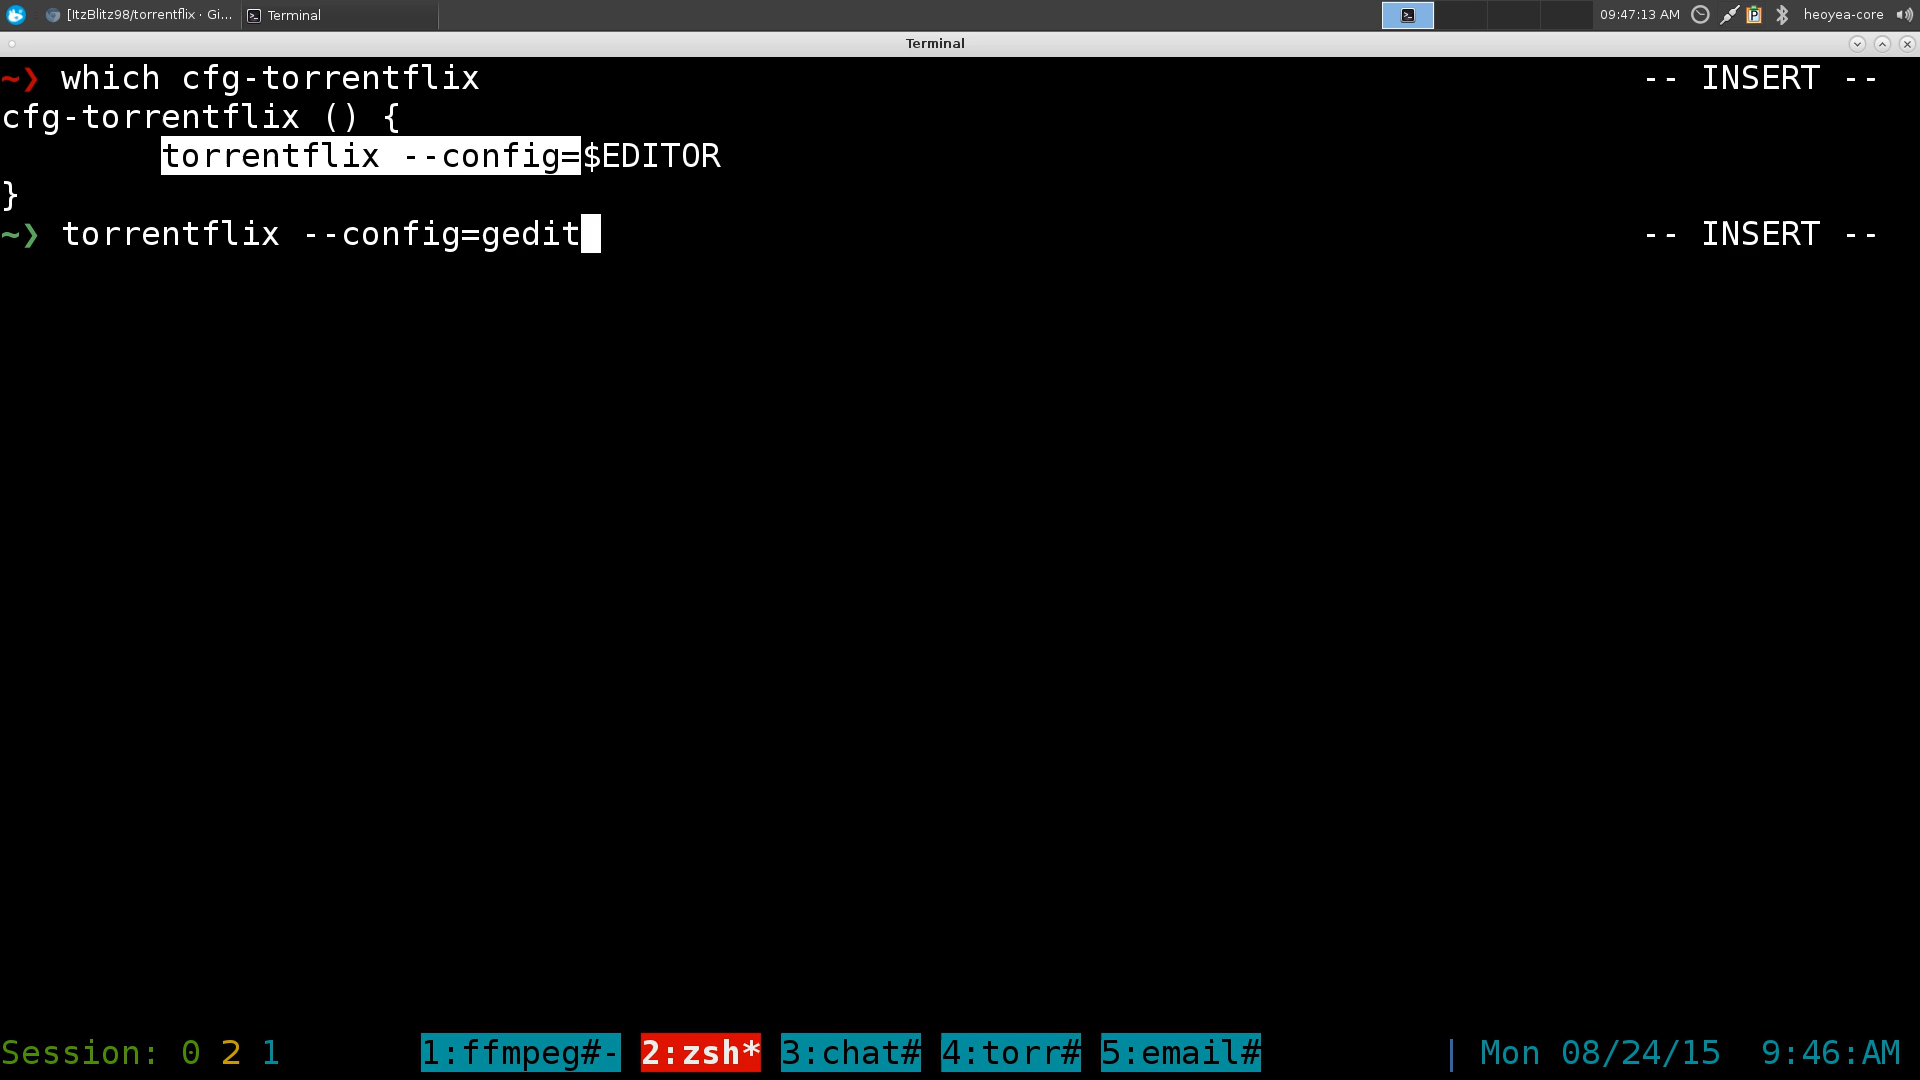 [ItzBlitz98/torrentflix · Gi... Terminal 09:47:13 AM heoyea-core
Terminal
~❯ which cfg-torrentflix -- INSERT --
cfg-torrentflix () {
torrentflix --config=$EDITOR
}
~❯ torrentflix --config=gedit -- INSERT --
Session: 0 2 1 1:ffmpeg#- 2:zsh* 3:chat# 4:torr# 5:email# | Mon 08/24/15 9:46:AM